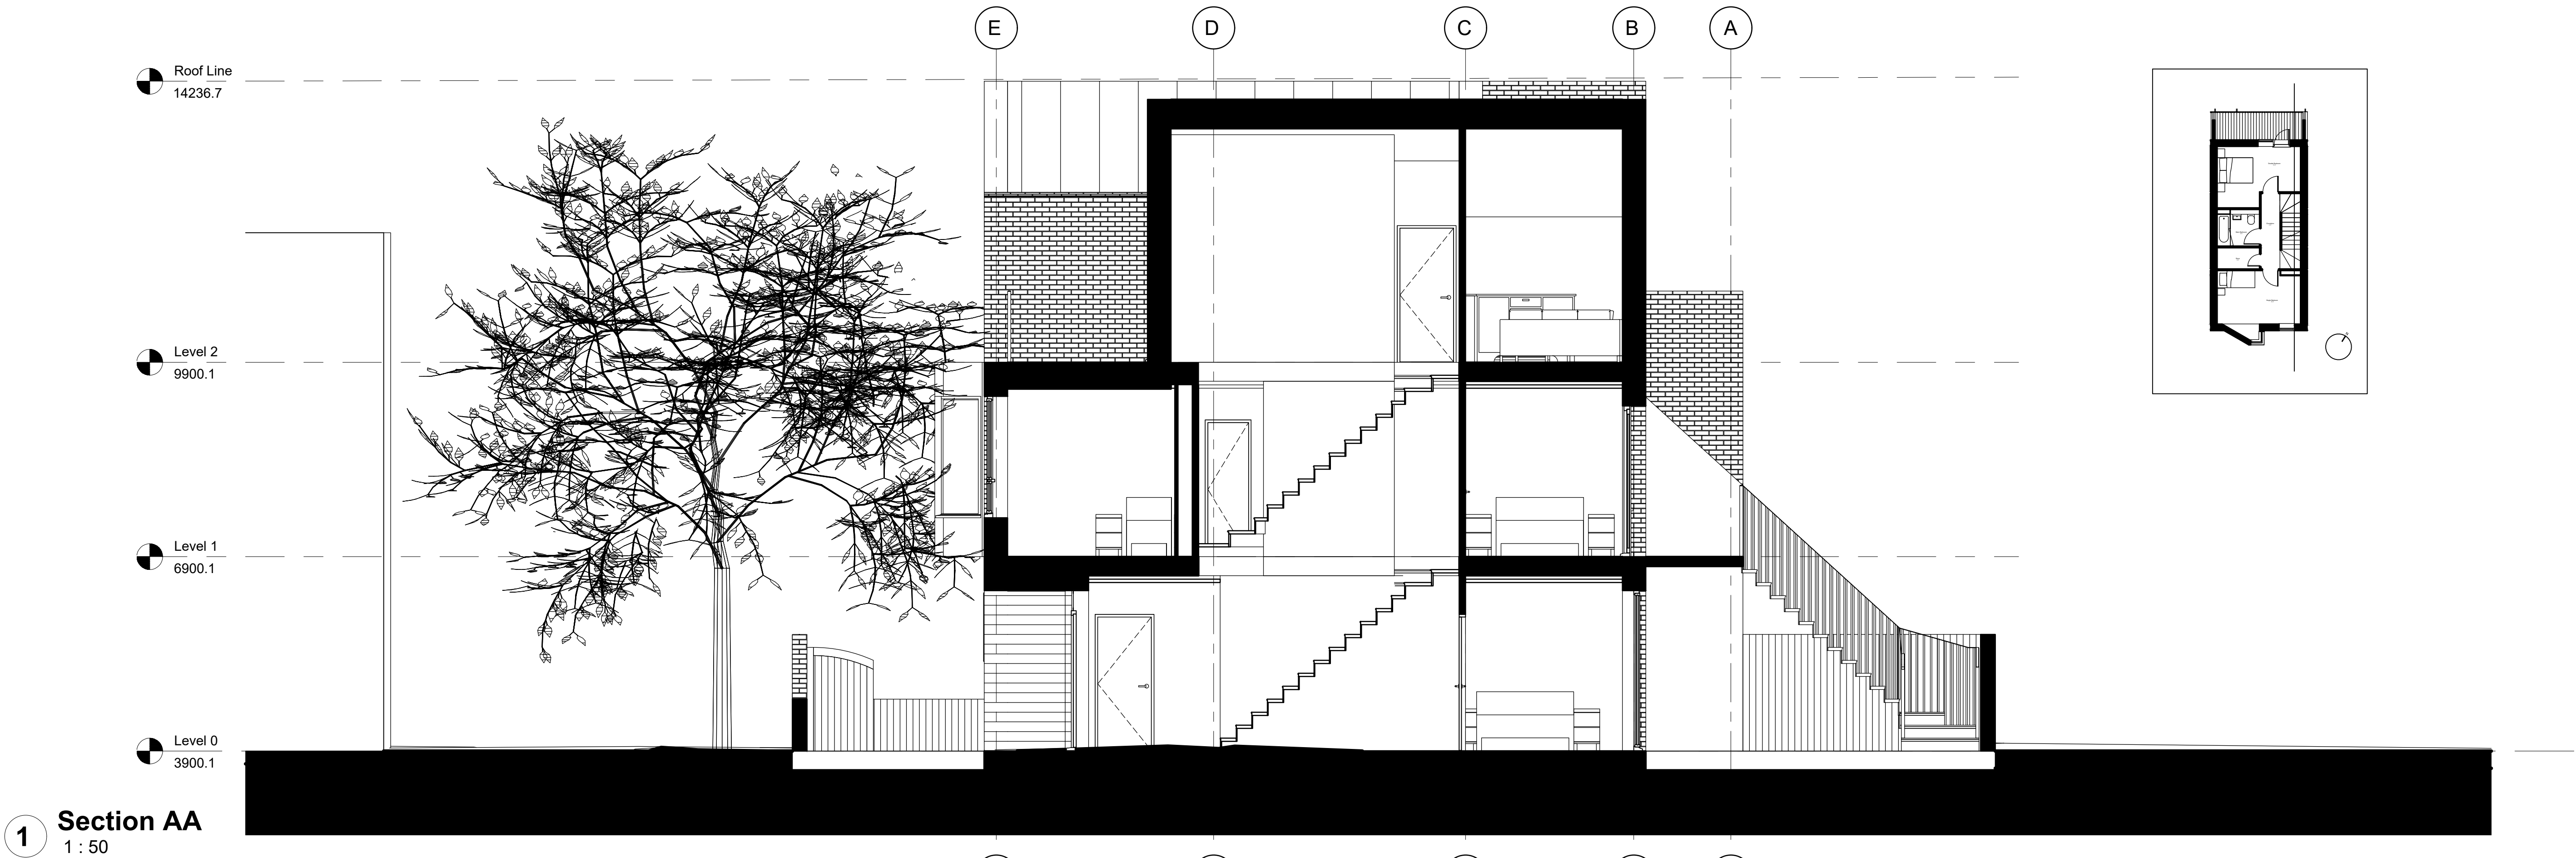 E D C B A
Roof Line
14236.7
Level 2
9900.1
Level 1
6900.1
Level 0
3900.1
1 Section AA
1 : 50